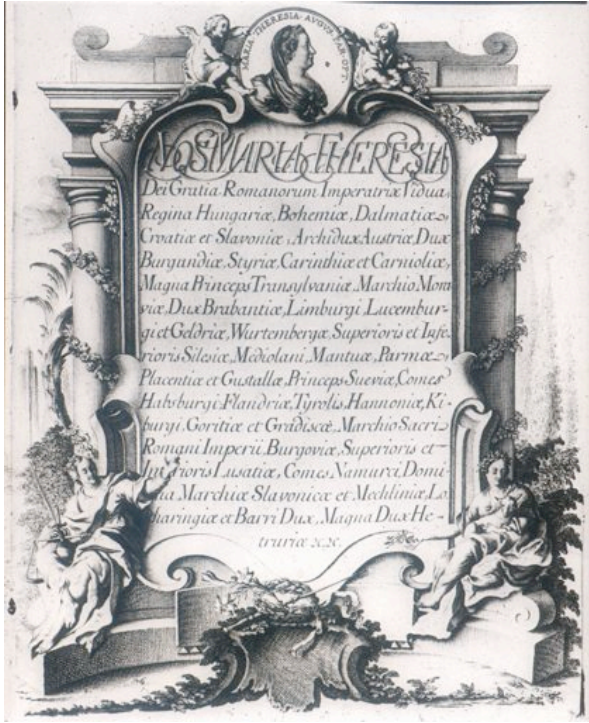 MARIA THERESIA AUGUS PAR OPT
NOS MARIA THERESIA
Dei Gratia Romanorum Imperatrix Vidua,
Regina Hungariæ, Bohemiæ, Dalmatiæ,
Croatiæ et Slavoniæ, Archidux Austriæ, Dux
Burgundiæ, Styriæ, Carinthiæ et Carnioliæ,
Magna Princeps Transylvaniæ, Marchio Mora
viæ, Dux Brabantiæ, Limburgi, Lucembur-
gi et Geldriæ, Wurtembergæ, Superioris et Infe
rioris Silesiæ, Mediolani, Mantuæ, Parmæ,
Placentiæ et Gustallæ, Princeps Sueviæ, Comes
Habsburgi, Flandriæ, Tyrolis, Hannoniæ, Ki-
burgi, Goritiæ et Gradiscæ, Marchio Sacri
Romani Imperii, Burgoviæ, Superioris et
Inferioris Lusatiæ, Comes Namurci, Domi
na Marchiæ Slavonicæ et Mechliniæ, Lo
tharingiæ et Barri Dux, Magna Dux He-
truriæ &c.